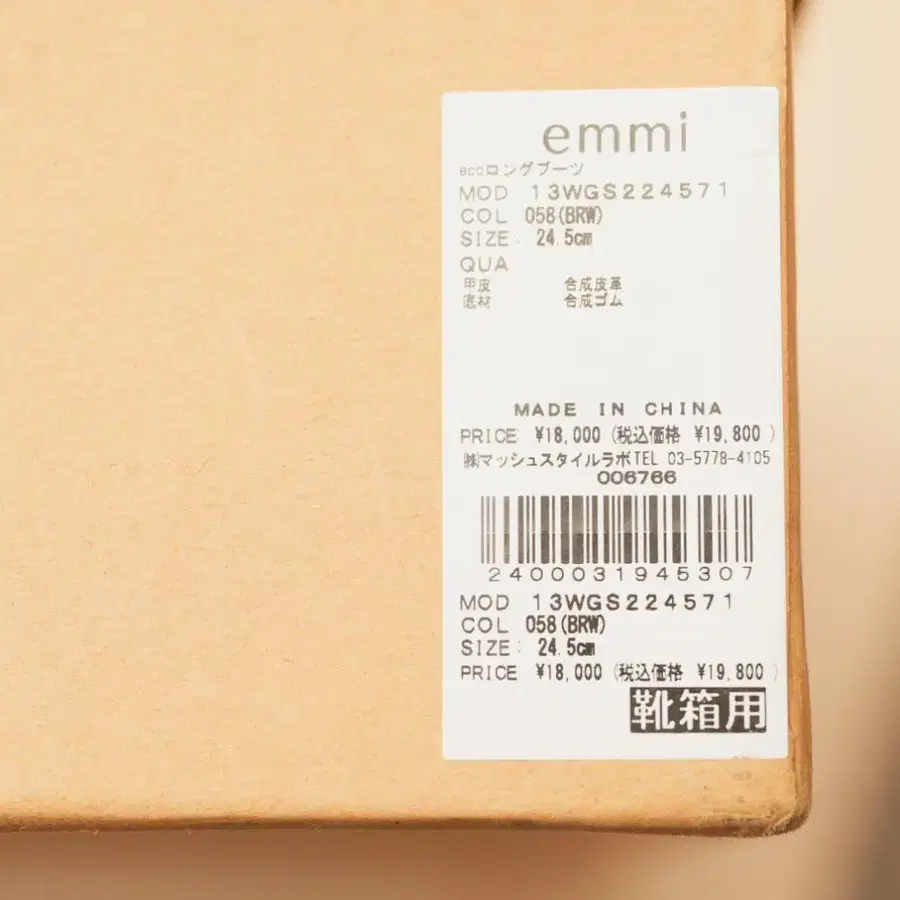 emmi
ecoロングブーツ
MOD 13WGS224571
COL 058(BRW)
SIZE: 24.5cm
QUA
甲皮 合成皮革
底材 合成ゴム
MADE IN CHINA
PRICE ¥18,000 (税込価格 ¥19,800 )
㈱マッシュスタイルラボTEL 03-5778-4105
006766
2400031945307
MOD 13WGS224571
COL 058(BRW)
SIZE: 24.5cm
PRICE ¥18,000 (税込価格 ¥19,800 )
靴箱用